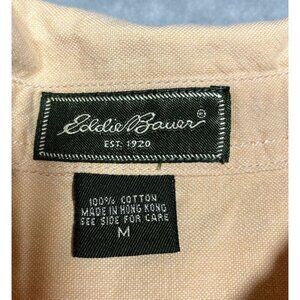 Eddie Bauer®
EST. 1920
100% COTTON
MADE IN HONG KONG
SEE SIDE FOR CARE
M